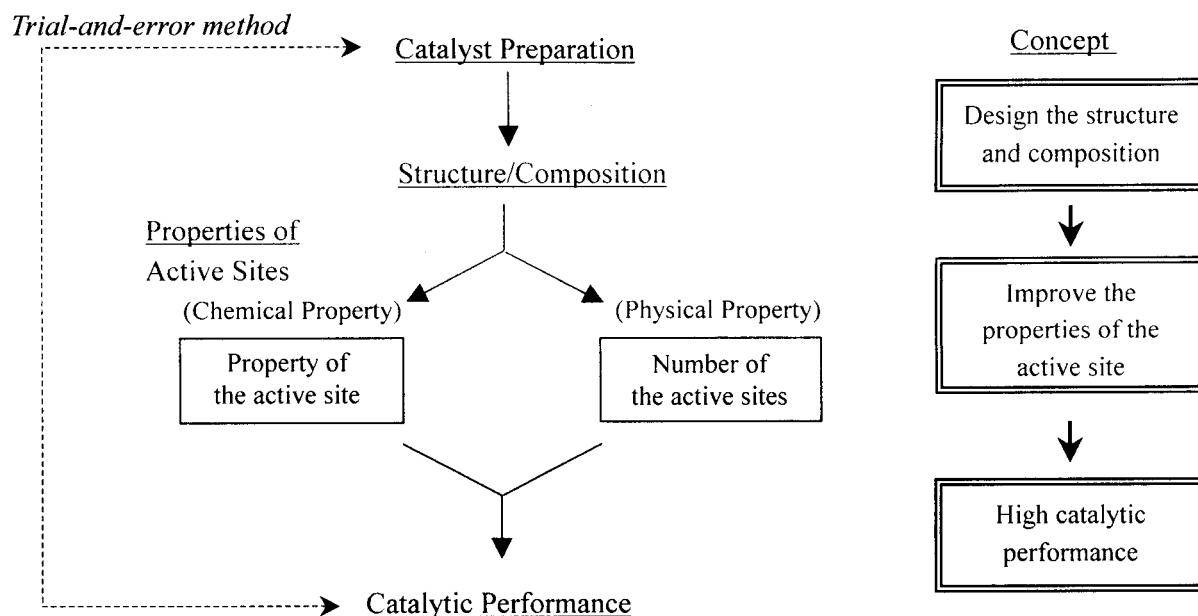 Trial-and-error method
Catalyst Preparation
Structure/Composition
Properties of
Active Sites
(Chemical Property)
(Physical Property)
Property of
the active site
Number of
the active sites
Catalytic Performance
Concept
Design the structure
and composition
Improve the
properties of the
active site
High catalytic
performance